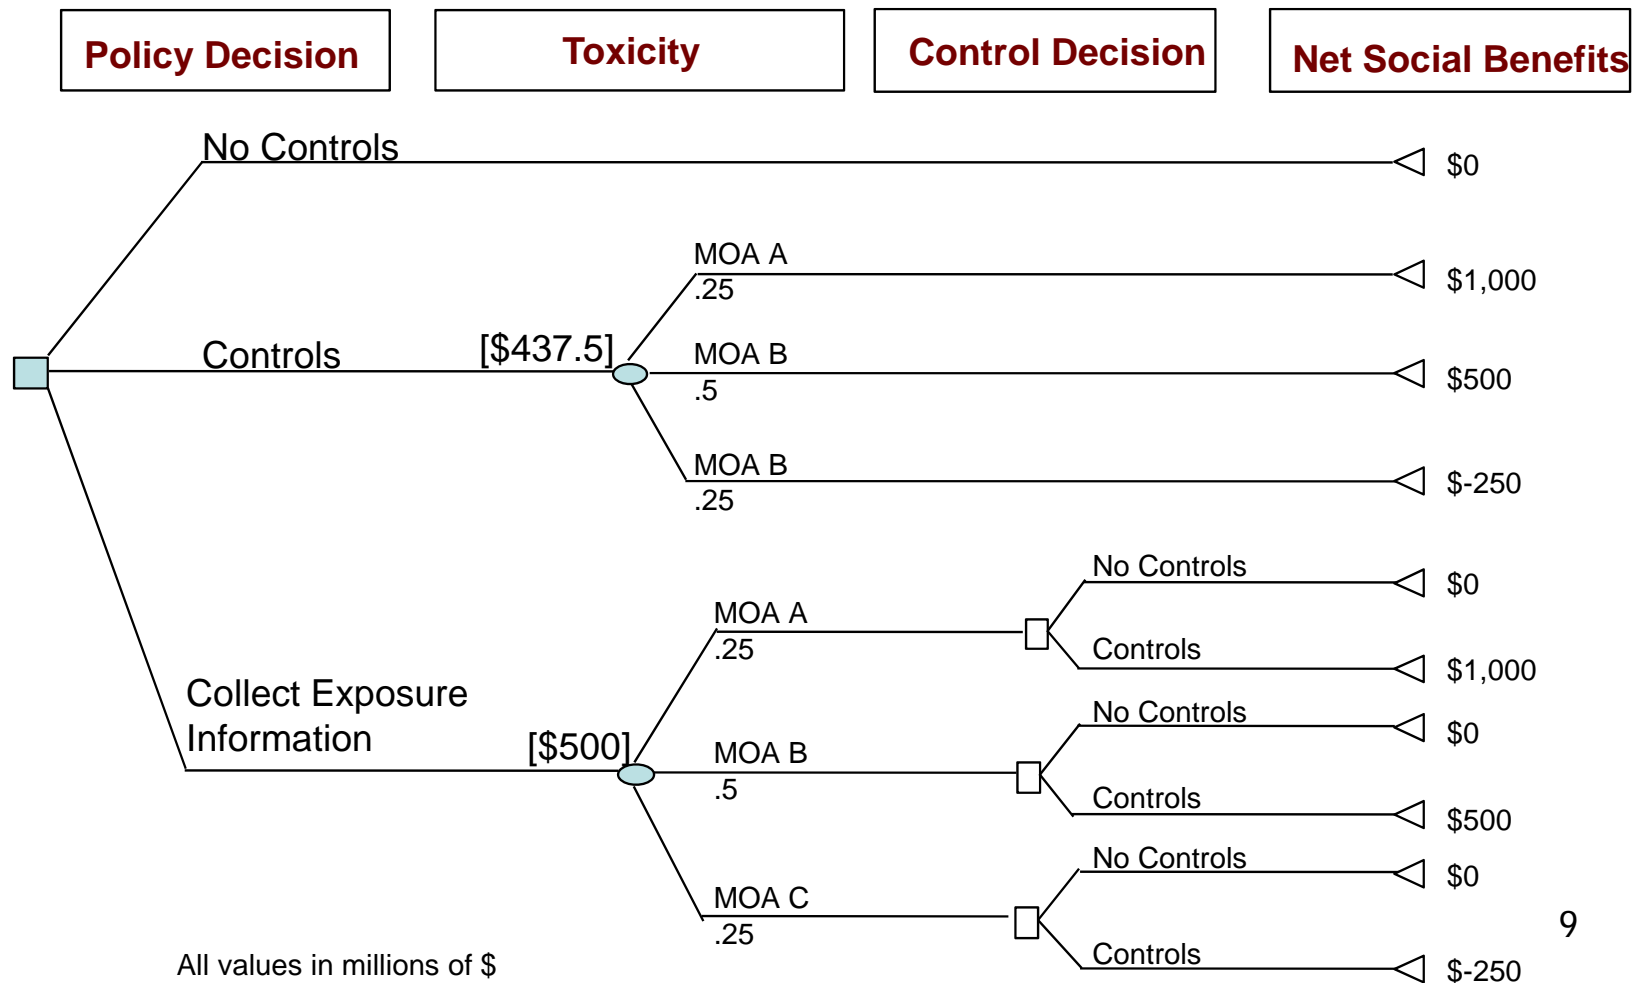 Policy Decision
Toxicity
Control Decision
Net Social Benefits
No Controls
$0
MOA A
.25
$1,000
Controls
[$437.5]
MOA B
.5
$500
MOA B
.25
$-250
No Controls
$0
MOA A
.25
Controls
$1,000
Collect Exposure
Information
[$500]
No Controls
$0
MOA B
.5
Controls
$500
No Controls
$0
MOA C
.25
Controls
$-250
9
All values in millions of $